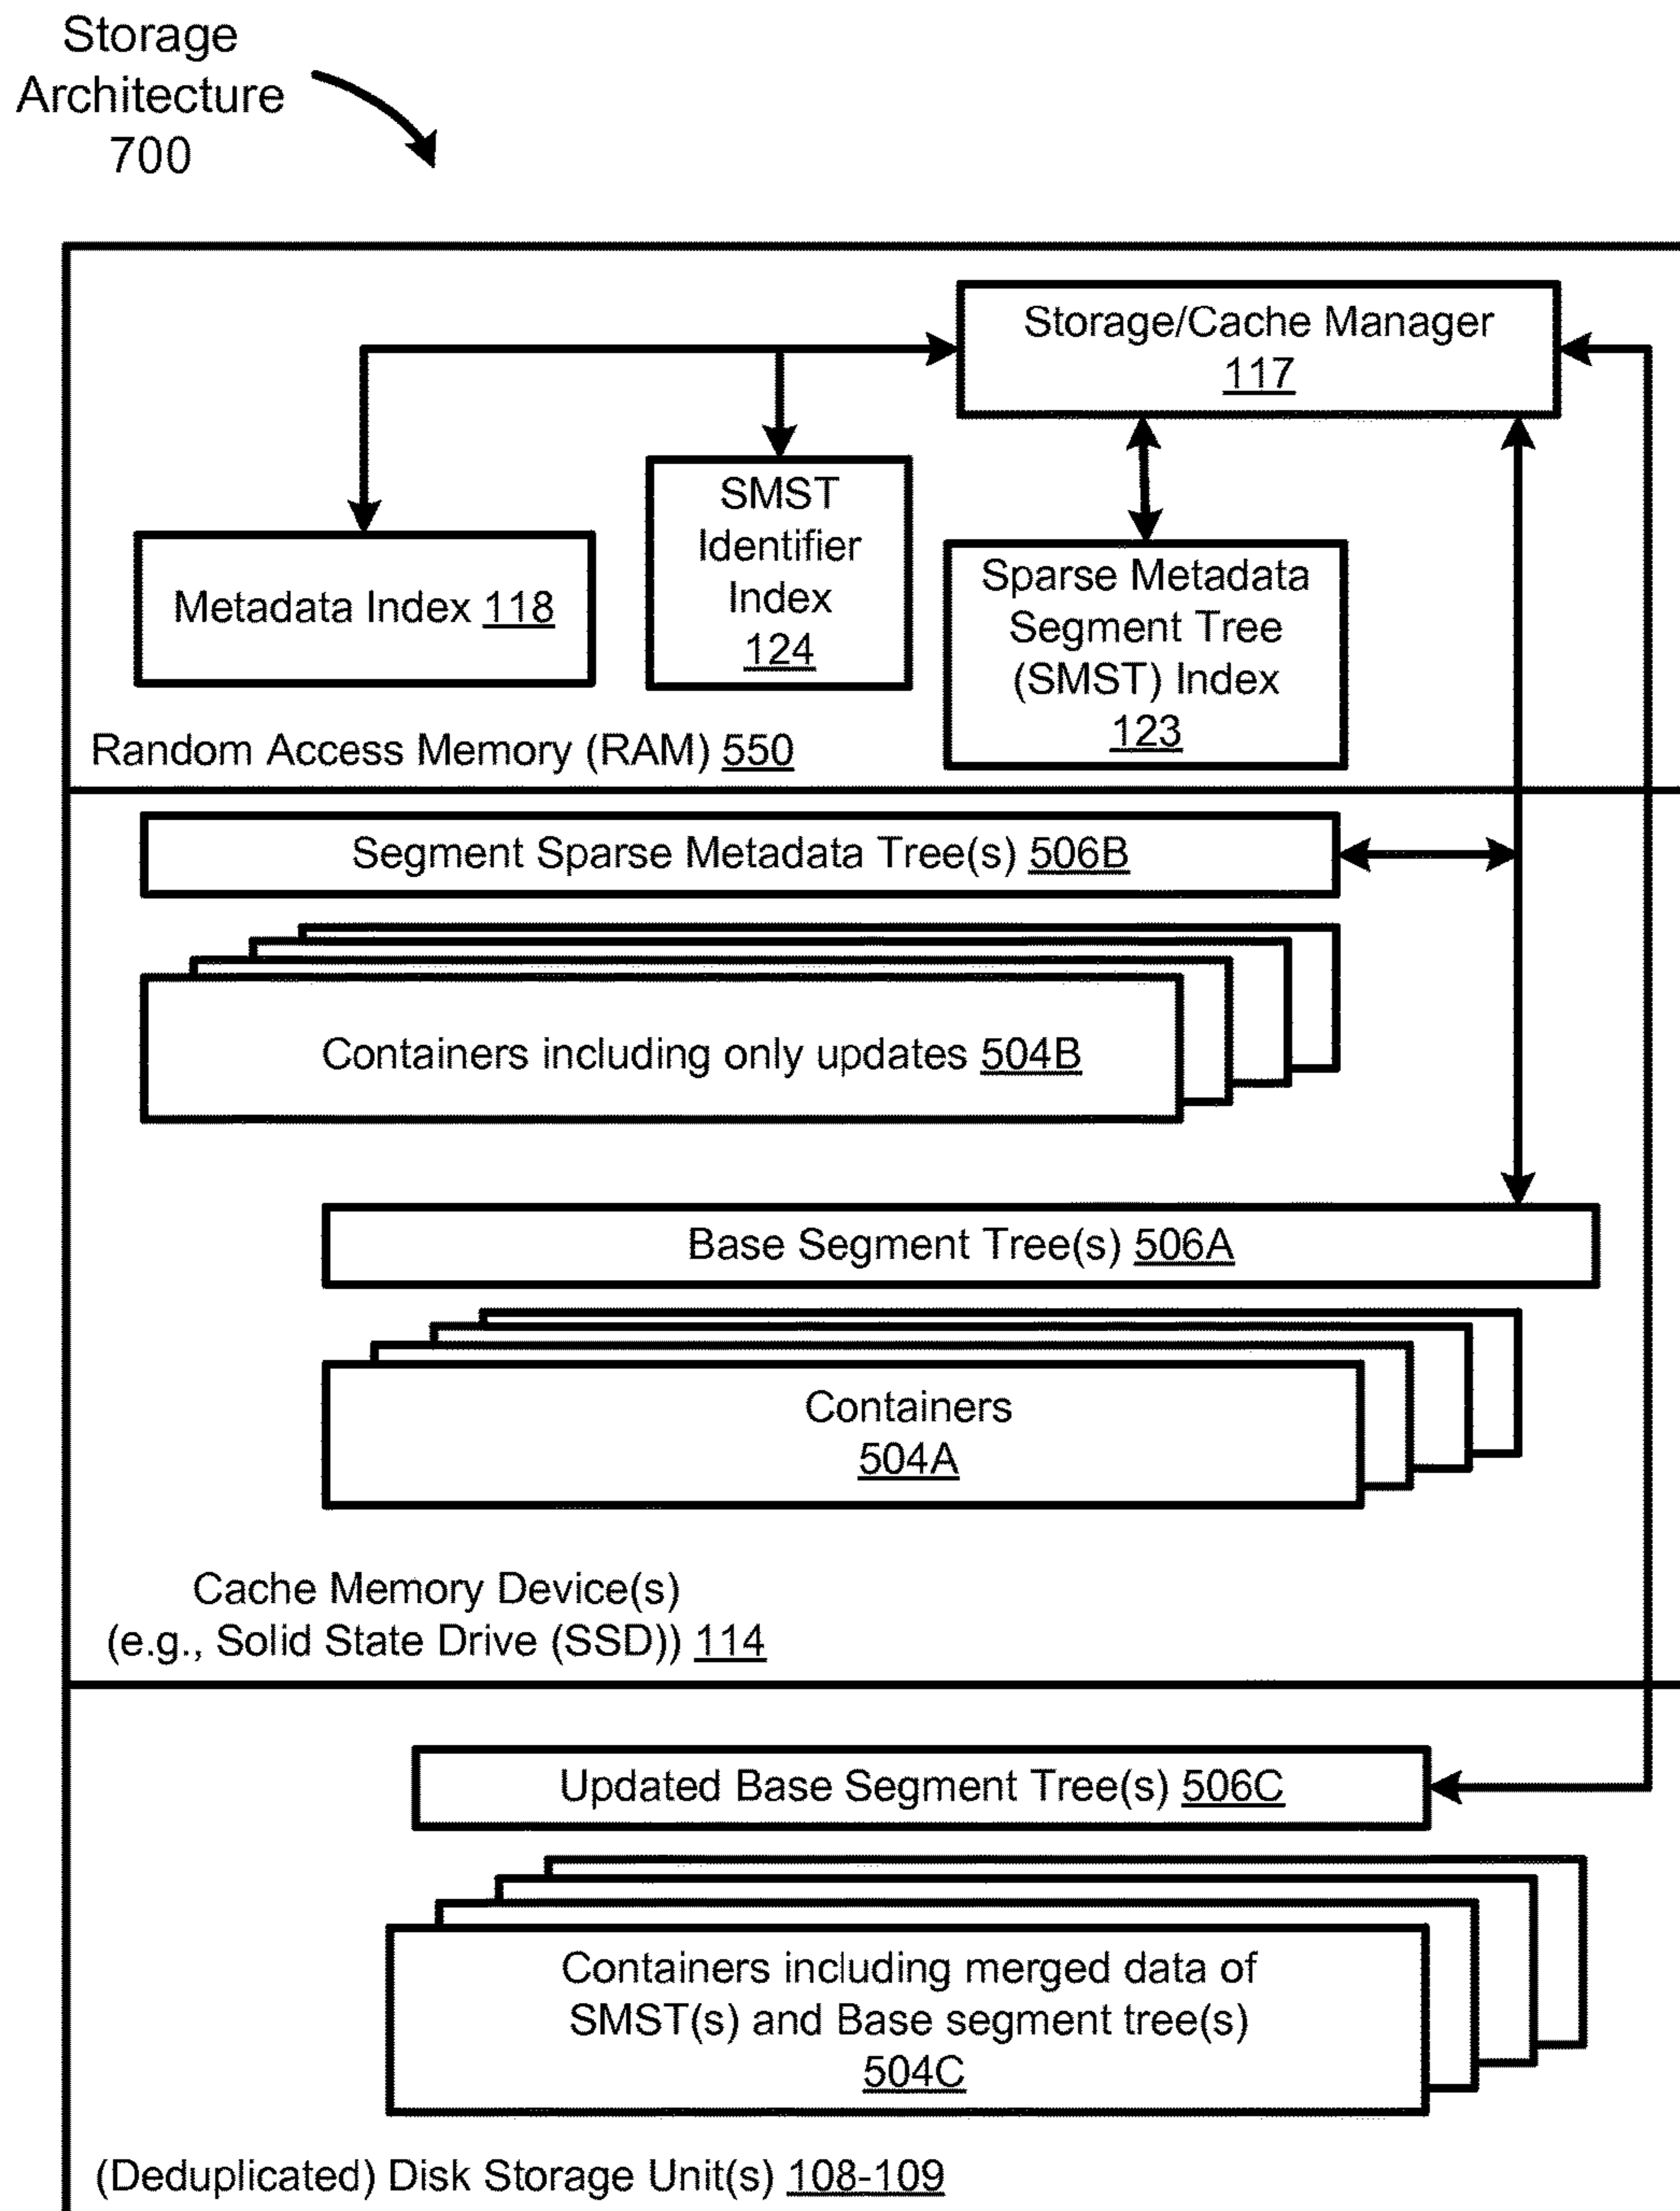 Storage
Architecture
700
Storage/Cache Manager
117
Metadata Index 118
SMST
Identifier
Index
124
Sparse Metadata
Segment Tree
(SMST) Index
123
Random Access Memory (RAM) 550
Segment Sparse Metadata Tree(s) 506B
Containers including only updates 504B
Base Segment Tree(s) 506A
Containers
504A
Cache Memory Device(s)
(e.g., Solid State Drive (SSD)) 114
Updated Base Segment Tree(s) 506C
Containers including merged data of
SMST(s) and Base segment tree(s)
504C
(Deduplicated) Disk Storage Unit(s) 108-109